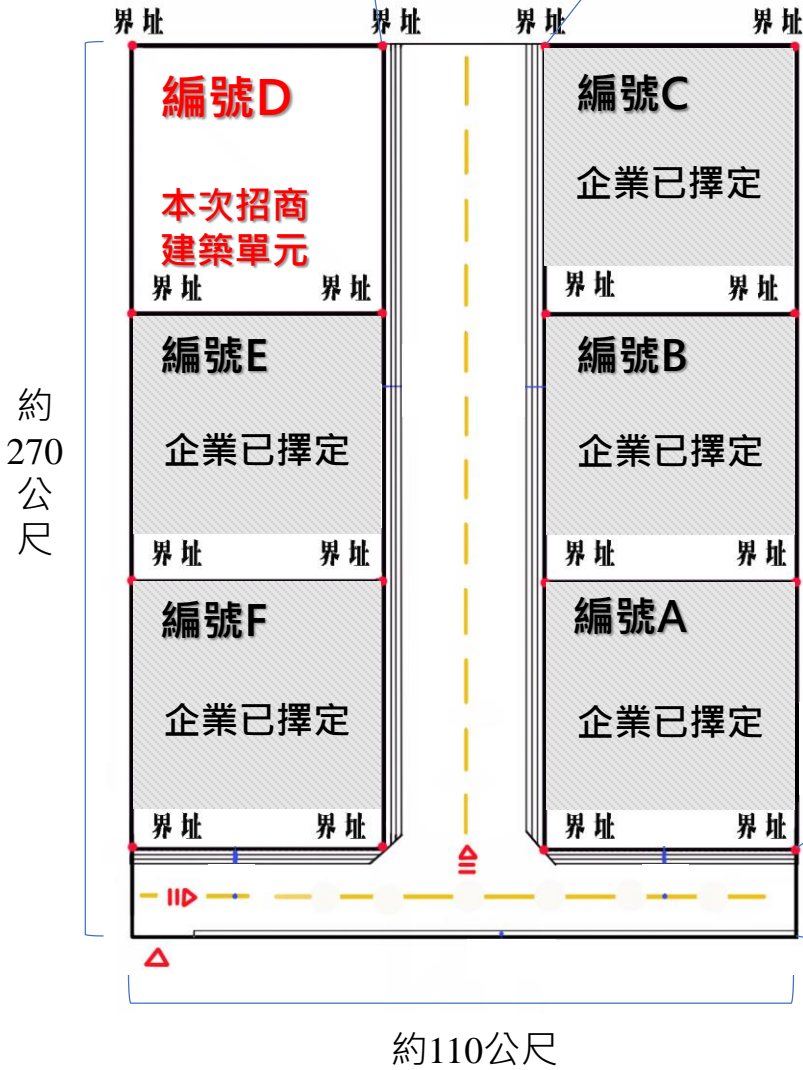 界址 界址 界址 界址
編號D
本次招商
建築單元
界址 界址
編號C
企業已擇定
界址 界址
編號E
企業已擇定
界址 界址
編號B
企業已擇定
界址 界址
編號F
企業已擇定
界址 界址
編號A
企業已擇定
界址 界址
約
270
公
尺
約110公尺